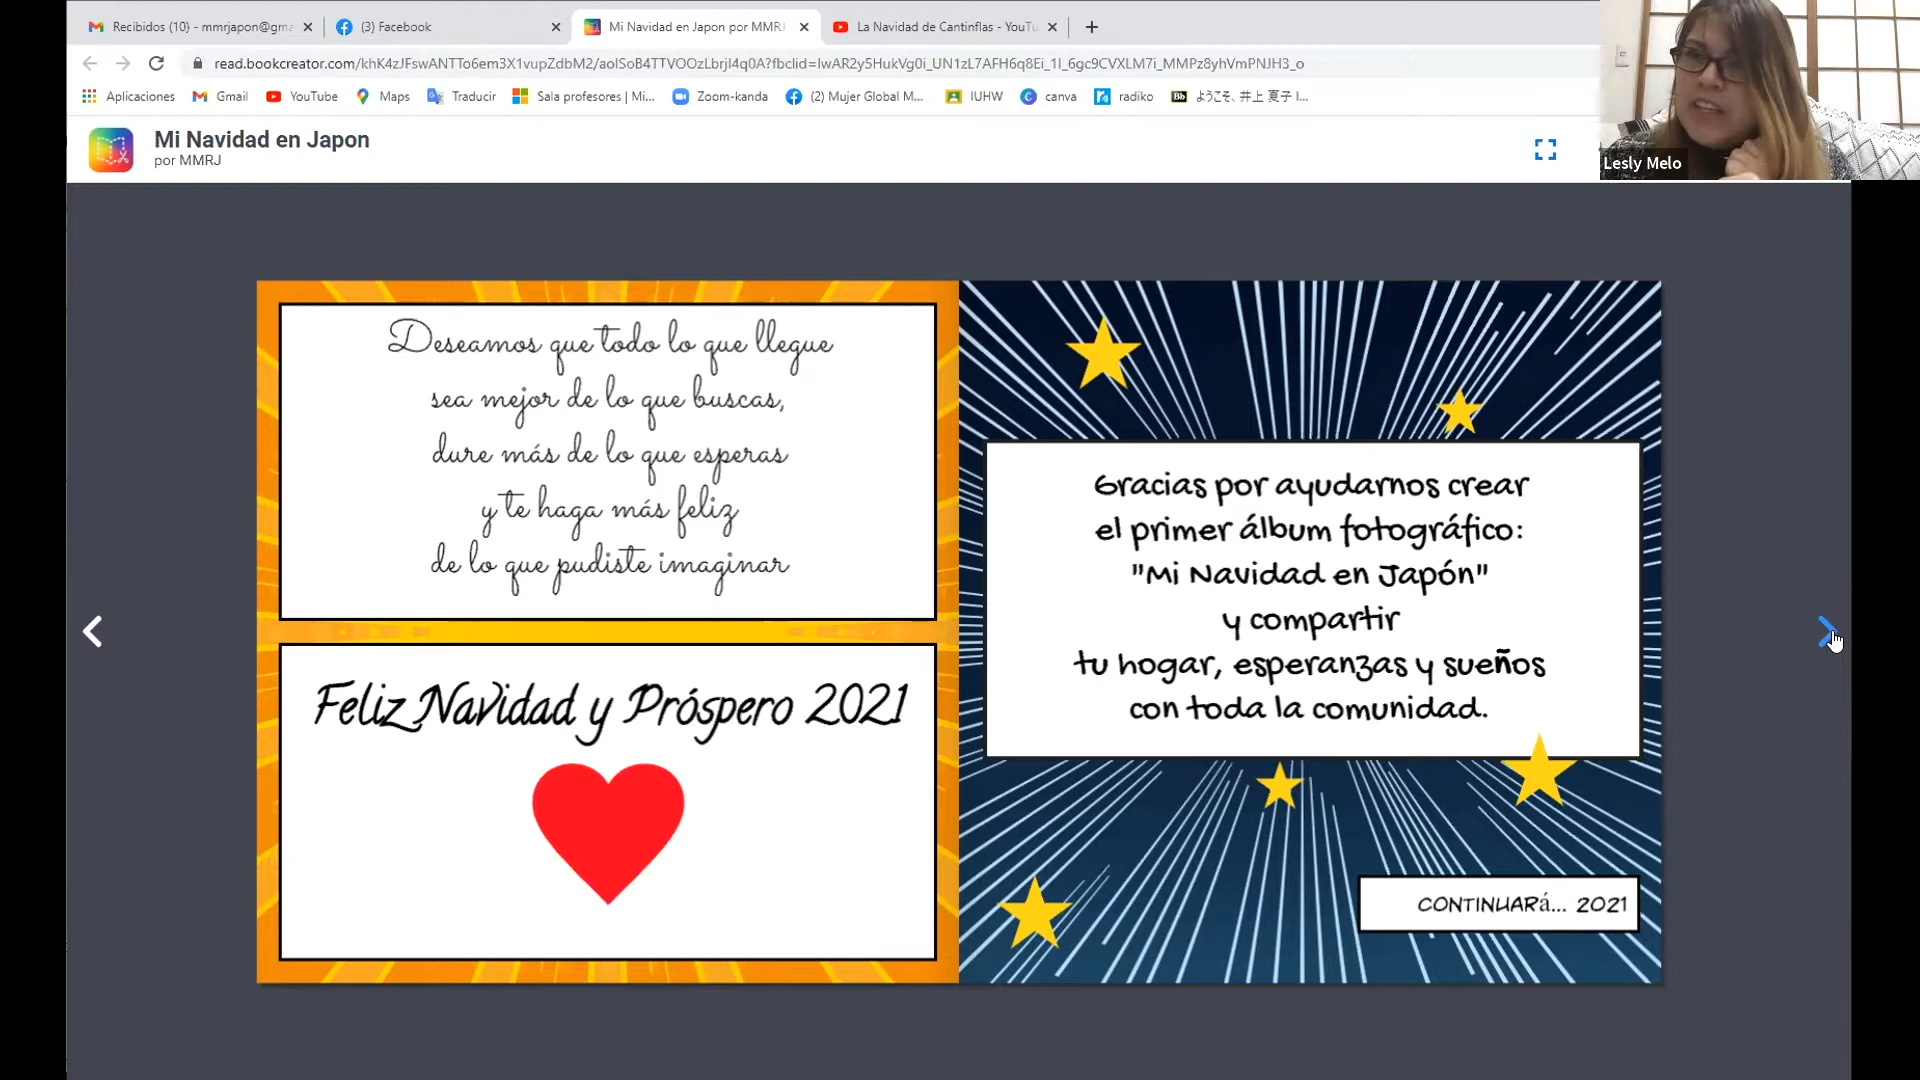 Recibidos (10) - mmrjapon@gma
(3) Facebook
Mi Navidad en Japon por MMRJ
La Navidad de Cantinflas - YouTu
read.bookcreator.com/khK4zJFswANTTo6em3X1vupZdbM2/aolSoB4TTVOOzLbrjI4q0A?fbclid=IwAR2y5HukVg0i_UN1zL7AFH6q8Ei_1I_6gc9CVXLM7i_MMPz8yhVmPNJH3_o
Aplicaciones
Gmail
YouTube
Maps
Traducir
Sala profesores | Mi...
Zoom-kanda
(2) Mujer Global M...
IUHW
canva
radiko
Bb
ようこそ、井上 夏子 I...
Mi Navidad en Japon
por MMRJ
Lesly Melo
Deseamos que todo lo que llegue
sea mejor de lo que buscas,
dure más de lo que esperas
y te haga más feliz
de lo que pudiste imaginar
Feliz Navidad y Próspero 2021
Gracias por ayudarnos crear
el primer álbum fotográfico:
"Mi Navidad en Japón"
y compartir
tu hogar, esperanzas y sueños
con toda la comunidad.
CONTINUARá... 2021